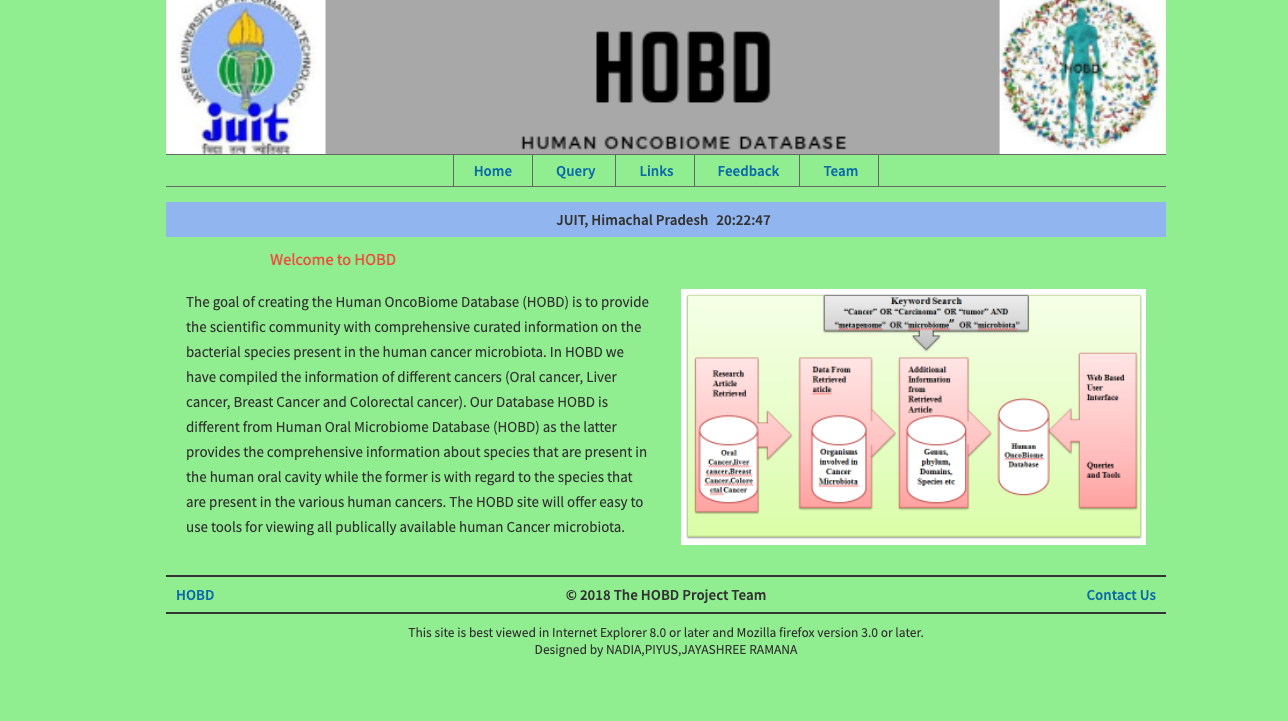 JAYPEE UNIVERSITY OF INFORMATION TECHNOLOGY
juit
विद्या तत्व ज्योतिसमः
HOBD
HUMAN ONCOBIOME DATABASE
HOBD
Home Query Links Feedback Team
JUIT, Himachal Pradesh 20:22:47
Welcome to HOBD
The goal of creating the Human OncoBiome Database (HOBD) is to provide
the scientific community with comprehensive curated information on the
bacterial species present in the human cancer microbiota. In HOBD we
have compiled the information of different cancers (Oral cancer, Liver
cancer, Breast Cancer and Colorectal cancer). Our Database HOBD is
different from Human Oral Microbiome Database (HOBD) as the latter
provides the comprehensive information about species that are present in
the human oral cavity while the former is with regard to the species that
are present in the various human cancers. The HOBD site will offer easy to
use tools for viewing all publically available human Cancer microbiota.
Keyword Search
“Cancer” OR “Carcinoma” OR “tumor” AND
“metagenome” OR “microbiome” OR “microbiota”
Research
Article
Retrieved
Oral
Cancer,liver
cancer,Breast
Cancer,Colore
ctal Cancer
Data From
Retrieved
aticle
Organisms
involved in
Cancer
Microbiota
Additional
Information
from
Retrieved
Article
Genus,
phylum,
Domains,
Species etc
Human
OncoBiome
Database
Web Based
User
Interface
Queries
and Tools
HOBD © 2018 The HOBD Project Team Contact Us
This site is best viewed in Internet Explorer 8.0 or later and Mozilla firefox version 3.0 or later.
Designed by NADIA,PIYUS,JAYASHREE RAMANA